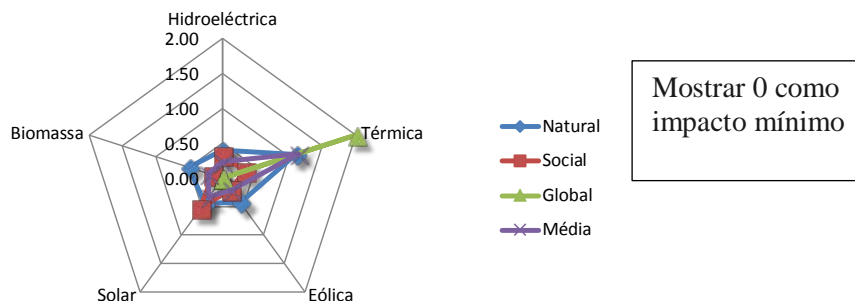 Hidroeléctrica
2.00
1.50
1.00
0.50
0.00
Biomassa
Térmica
Solar
Eólica
Natural
Social
Global
Média
Mostrar 0 como
impacto mínimo